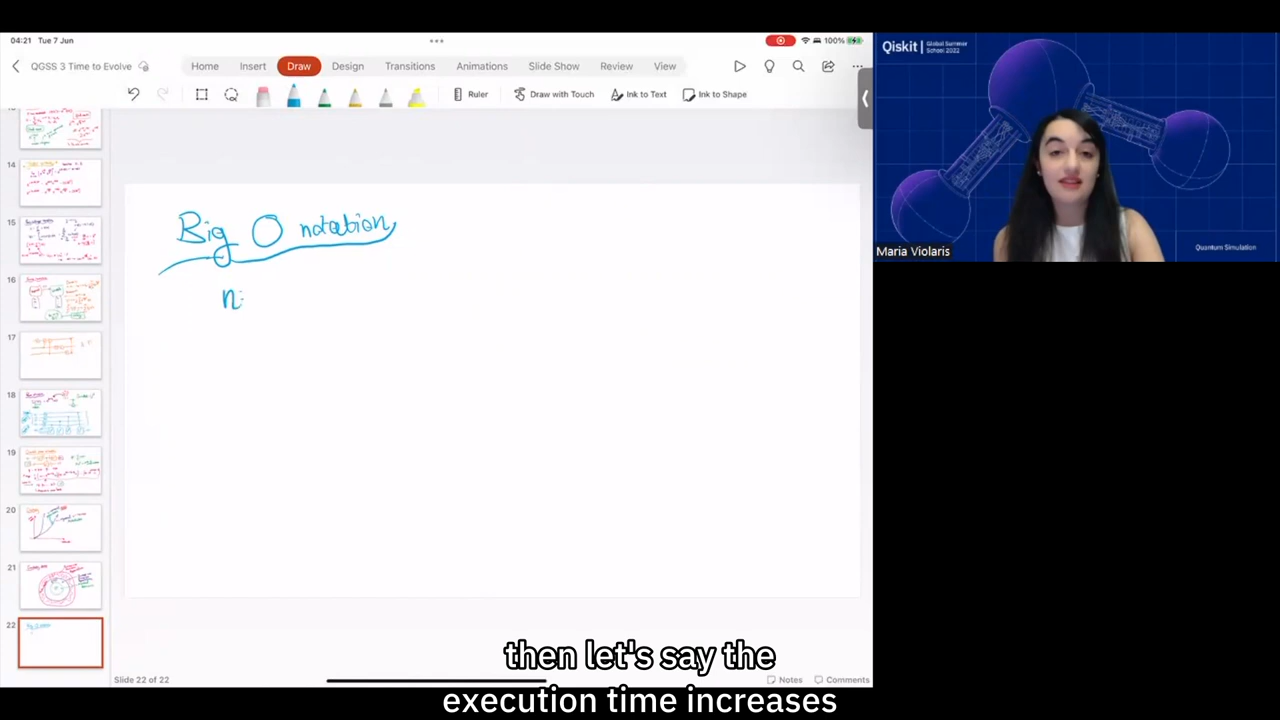 04:21 Tue 7 Jun
100%
QGSS 3 Time to Evolve
Home Insert Draw Design Transitions Animations Slide Show Review View
Ruler Draw with Touch Ink to Text Ink to Shape
14
15
16
17
18
19
20
21
22
Big O notation
n:
Slide 22 of 22
Notes Comments
Qiskit | Global Summer School 2022
Maria Violaris
Quantum Simulation
then let's say the
execution time increases